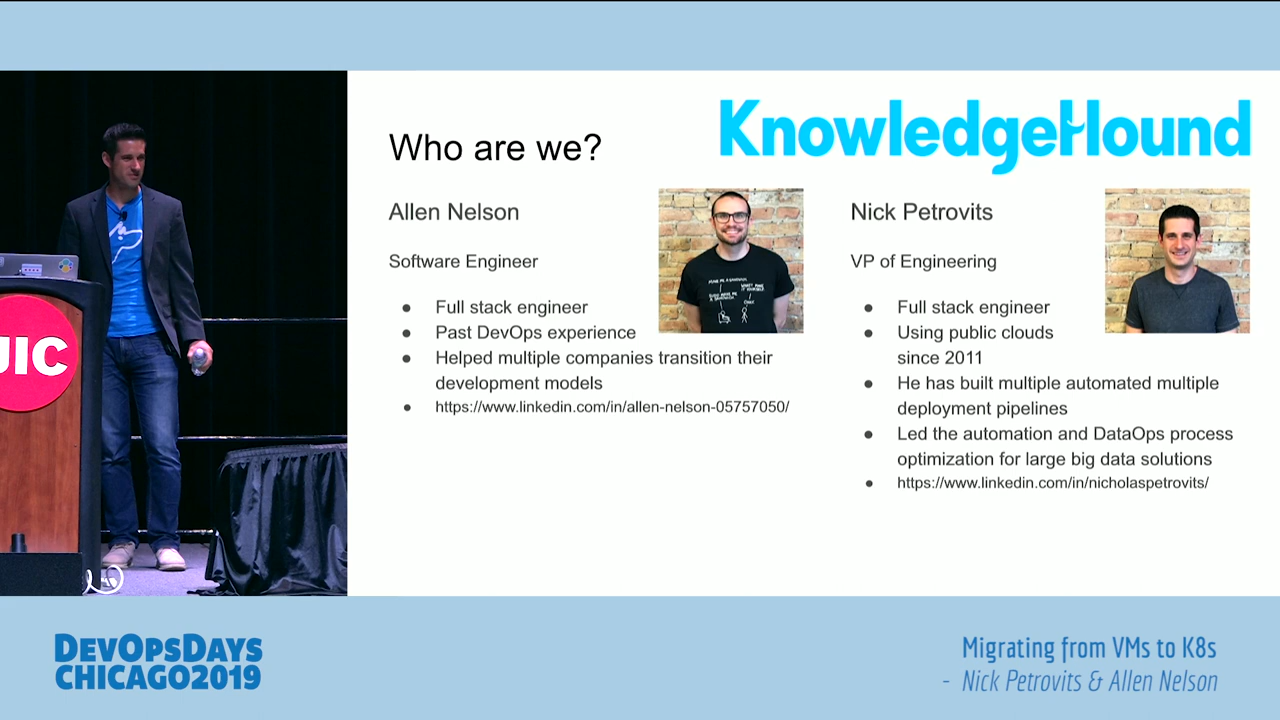 KnowledgeHound
Who are we?
Allen Nelson
Software Engineer
● Full stack engineer
● Past DevOps experience
● Helped multiple companies transition their
development models
● https://www.linkedin.com/in/allen-nelson-05757050/
Nick Petrovits
VP of Engineering
● Full stack engineer
● Using public clouds
since 2011
● He has built multiple automated multiple
deployment pipelines
● Led the automation and DataOps process
optimization for large big data solutions
● https://www.linkedin.com/in/nicholaspetrovits/
UIC
DEVOPSDAYS
CHICAGO2019
Migrating from VMs to K8s
- Nick Petrovits & Allen Nelson